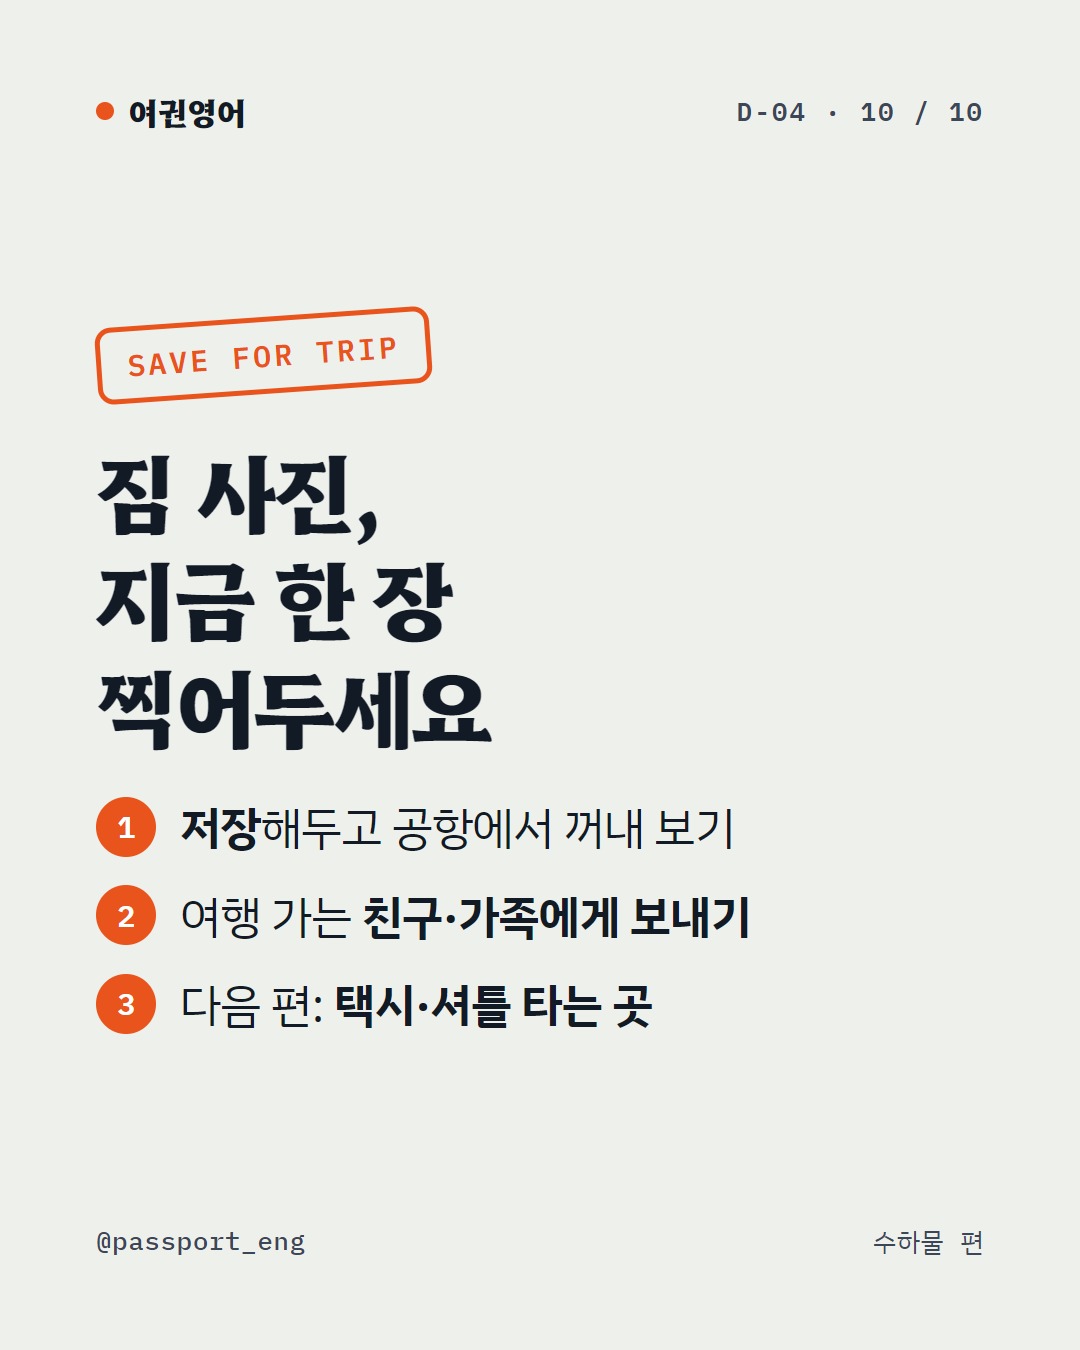 여권영어
D-04 · 10 / 10
SAVE FOR TRIP
짐 사진,
지금 한 장
찍어두세요
1 저장해두고 공항에서 꺼내 보기
2 여행 가는 친구·가족에게 보내기
3 다음 편: 택시·셔틀 타는 곳
@passport_eng
수하물 편